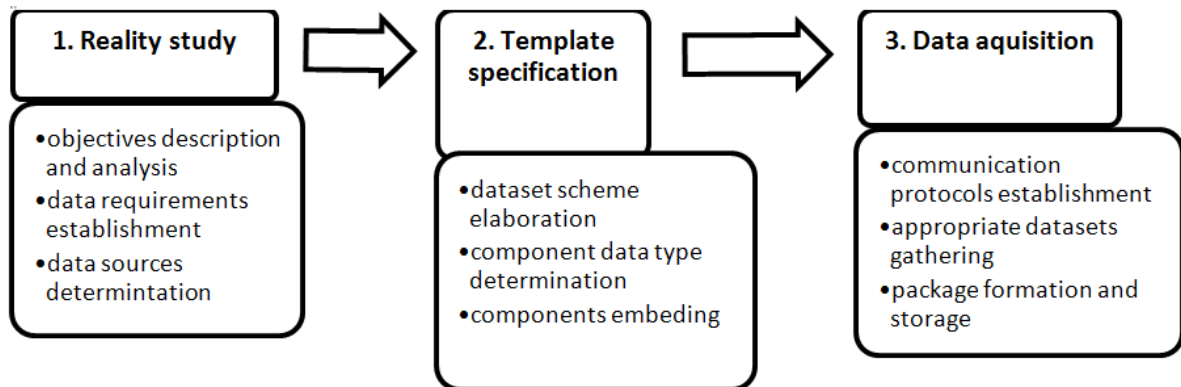 1. Reality study
•objectives description
and analysis
•data requirements
establishment
•data sources
determintation
2. Template
specification
•dataset scheme
elaboration
•component data type
determination
•components embeding
3. Data aquisition
•communication
protocols establishment
•appropriate datasets
gathering
•package formation and
storage